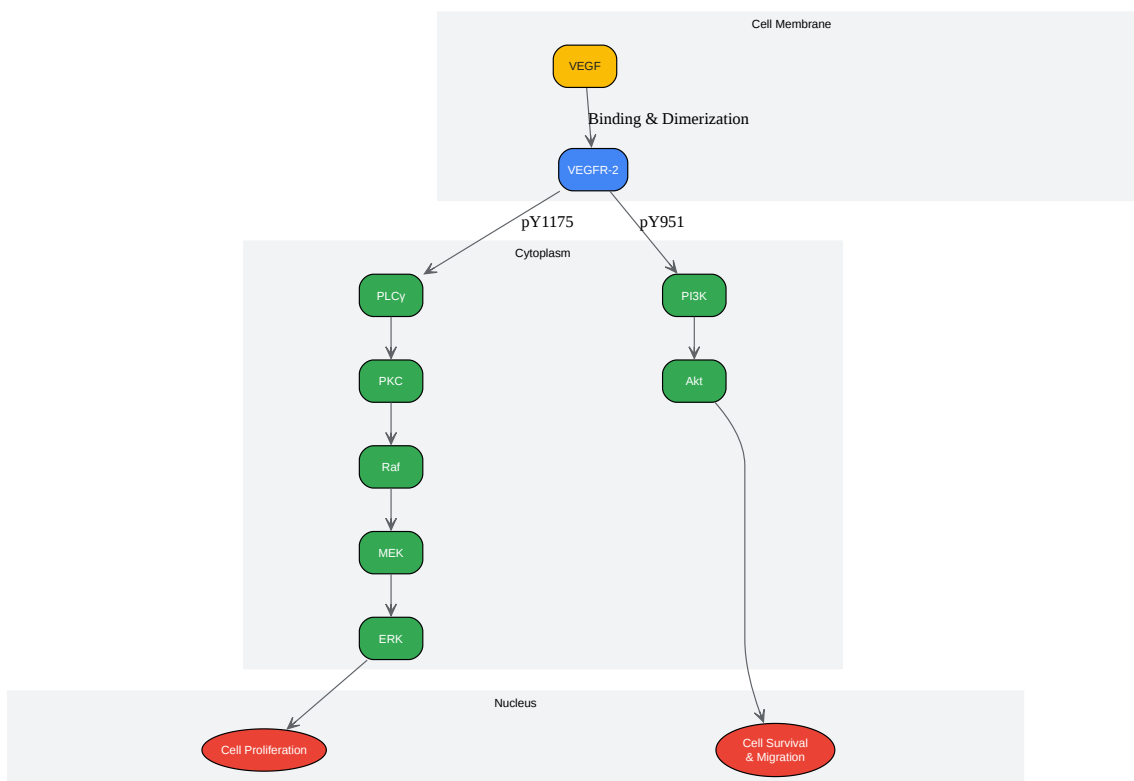 Cell Membrane
VEGF
Binding & Dimerization
VEGFR-2
pY1175
pY951
Cytoplasm
PLCγ
PI3K
PKC
Akt
Raf
MEK
ERK
Nucleus
Cell Proliferation
Cell Survival
& Migration